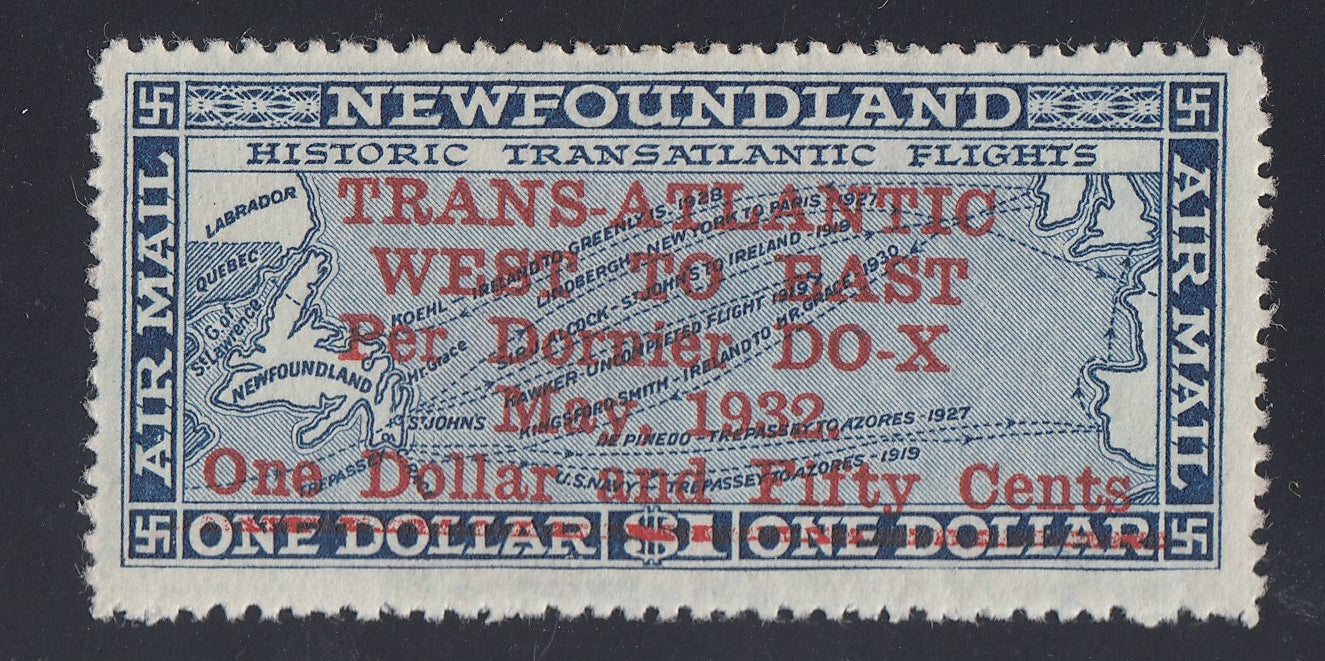 NEWFOUNDLAND
HISTORIC TRANSATLANTIC FLIGHTS
AIR MAIL
AIR MAIL
TRANS-ATLANTIC
WEST TO EAST
Per Dornier DO-X
May, 1932.
One Dollar and Fifty Cents
LABRADOR
QUEBEC
G. of
St Lawrence
NEWFOUNDLAND
Hr Grace
ST JOHN'S
TREPASSEY
KOEHL - IRELAND TO GREENLY IS. 1928
LINDBERGH - NEW YORK TO PARIS 1927
SIR J. ALCOCK - ST JOHN'S TO IRELAND - 1919
HAWKER - UNCOMPLETED FLIGHT 1919
KINGSFORD SMITH - IRELAND TO HR. GRACE 1930
DE PINEDO - TREPASSEY TO AZORES - 1927
U.S. NAVY - TREPASSEY TO AZORES - 1919
ONE DOLLAR $1 ONE DOLLAR